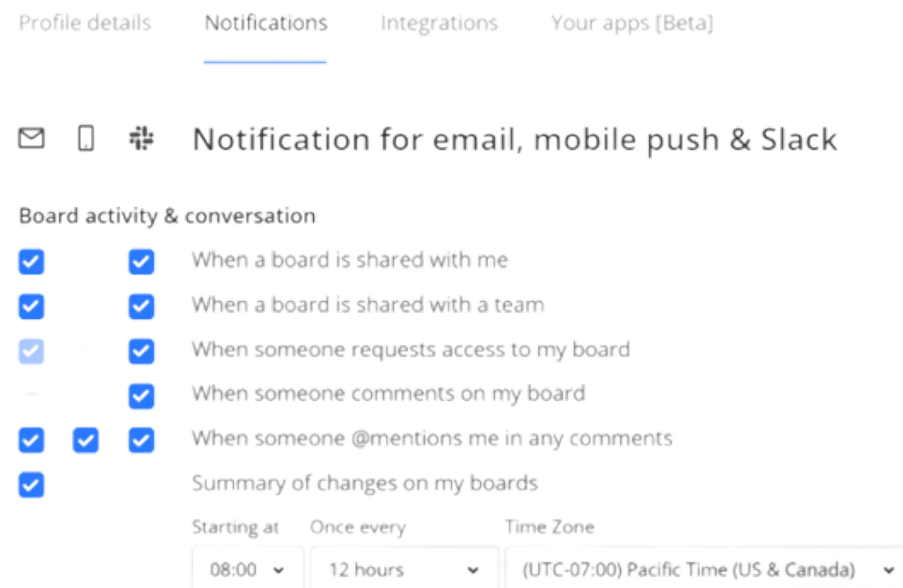 Profile details Notifications Integrations Your apps [Beta]
Notification for email, mobile push & Slack
Board activity & conversation
When a board is shared with me
When a board is shared with a team
When someone requests access to my board
When someone comments on my board
When someone @mentions me in any comments
Summary of changes on my boards
Starting at Once every Time Zone
08:00 12 hours (UTC-07:00) Pacific Time (US & Canada)